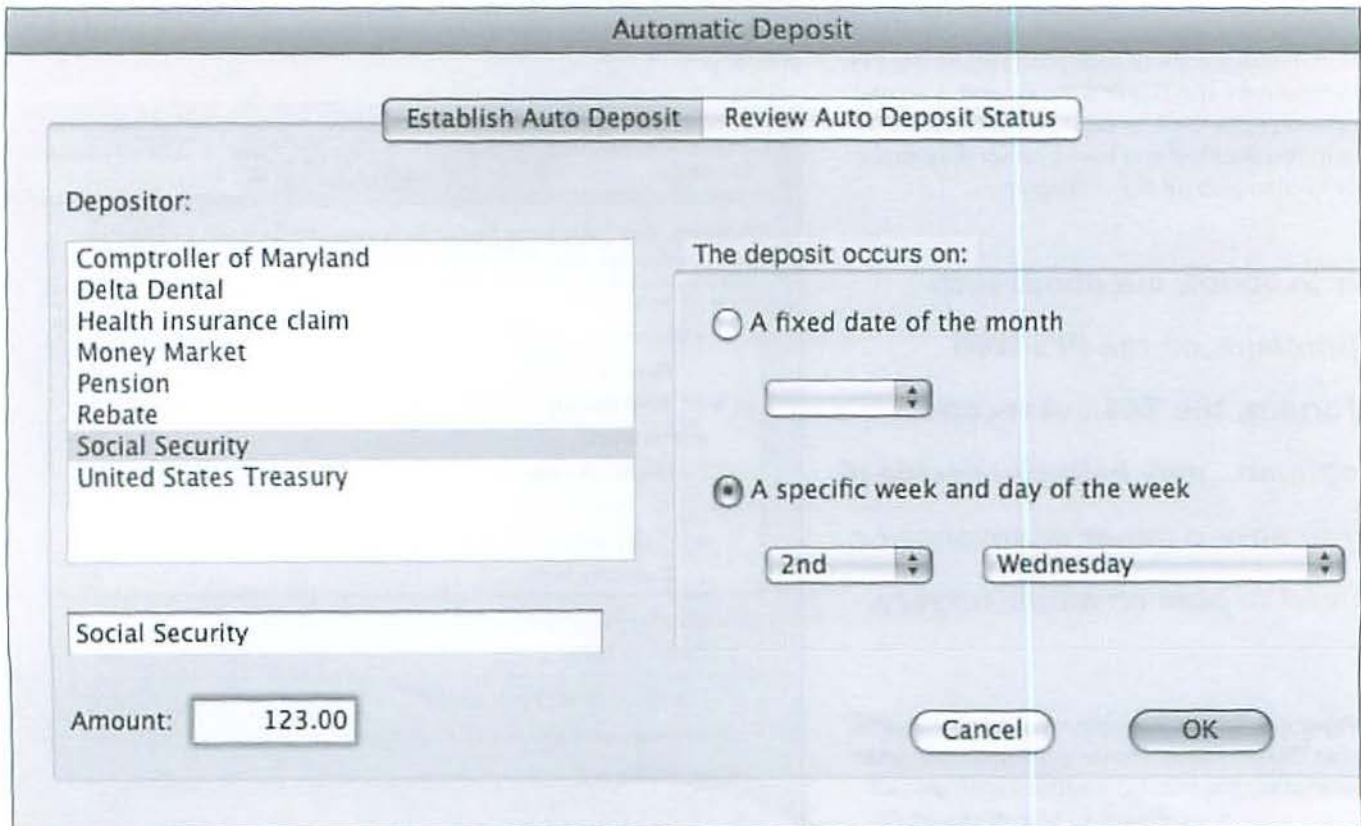 Automatic Deposit
Establish Auto Deposit
Review Auto Deposit Status
Depositor:
Comptroller of Maryland
Delta Dental
Health insurance claim
Money Market
Pension
Rebate
Social Security
United States Treasury
Social Security
Amount:
123.00
The deposit occurs on:
A fixed date of the month
A specific week and day of the week
2nd
Wednesday
Cancel
OK